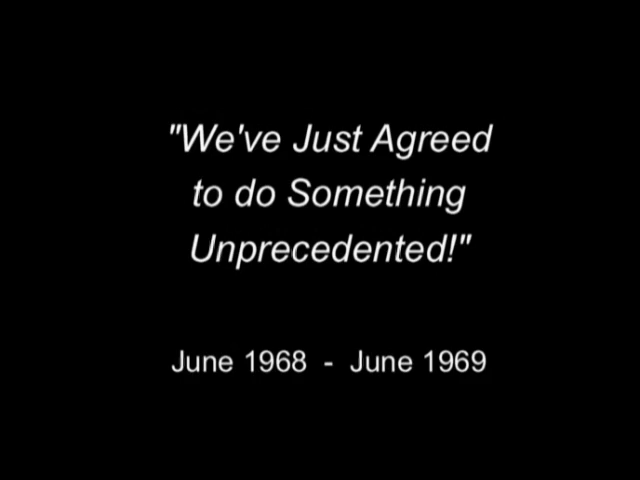 "We've Just Agreed
to do Something
Unprecedented!"
June 1968 - June 1969